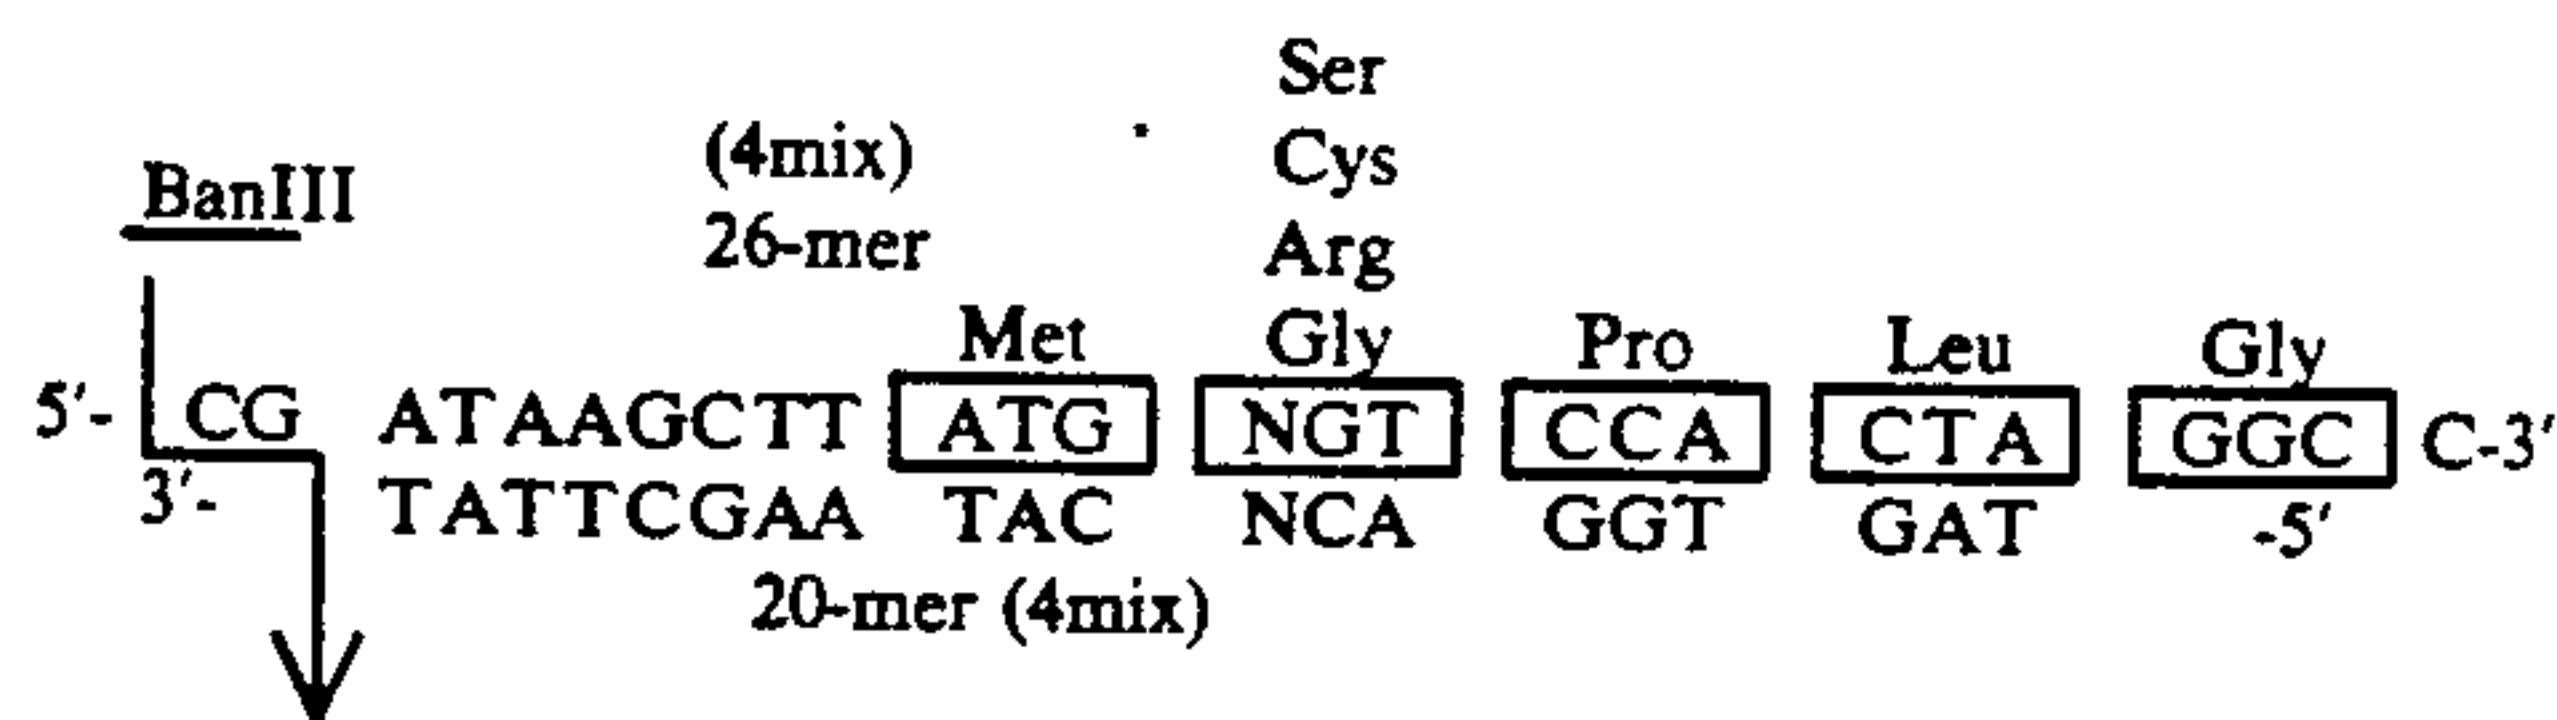 Ser
(4mix) Cys
BanIII 26-mer Arg
Met Gly Pro Leu Gly
5'- CG ATAAGCTT ATG NGT CCA CTA GGC C-3'
3'- TATTCGAA TAC NCA GGT GAT -5'
20-mer (4mix)